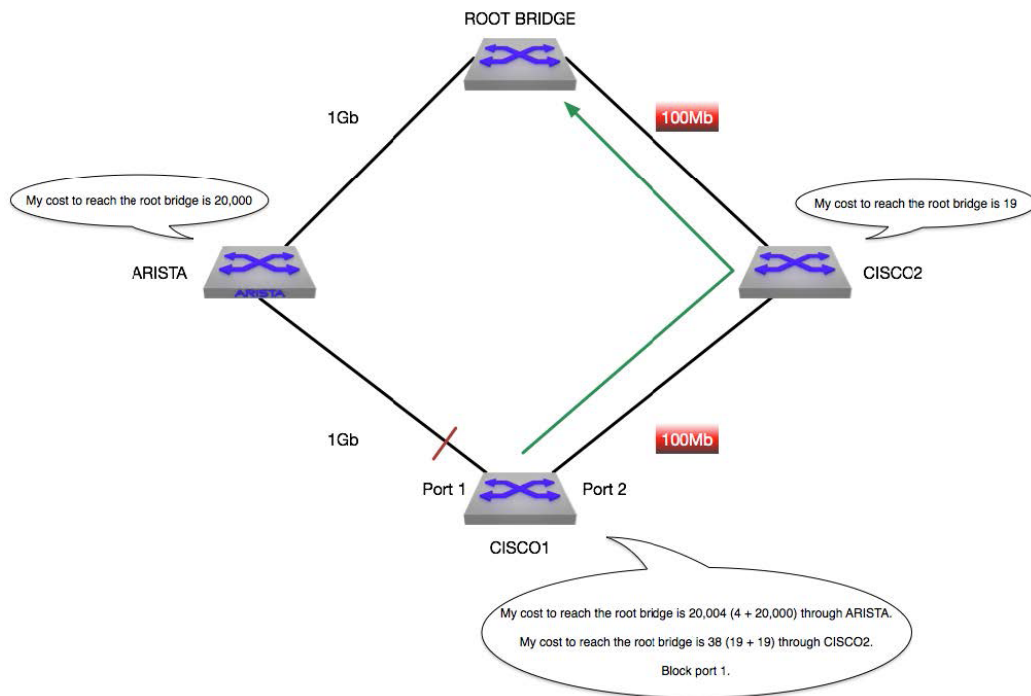 ROOT BRIDGE
1Gb
100Mb
My cost to reach the root bridge is 20,000
My cost to reach the root bridge is 19
ARISTA
ARISTA
CISCO2
1Gb
100Mb
Port 1
Port 2
CISCO1
My cost to reach the root bridge is 20,004 (4 + 20,000) through ARISTA.
My cost to reach the root bridge is 38 (19 + 19) through CISCO2.
Block port 1.